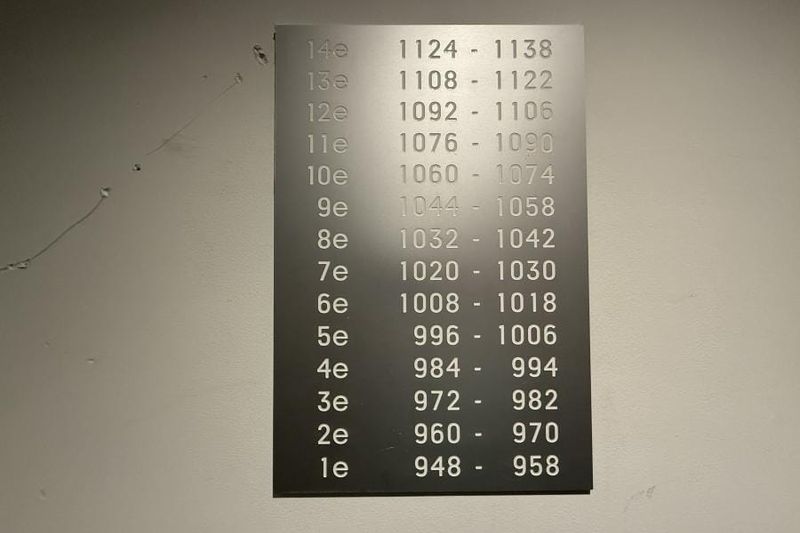 14e 1124 - 1138
13e 1108 - 1122
12e 1092 - 1106
11e 1076 - 1090
10e 1060 - 1074
9e 1044 - 1058
8e 1032 - 1042
7e 1020 - 1030
6e 1008 - 1018
5e 996 - 1006
4e 984 - 994
3e 972 - 982
2e 960 - 970
1e 948 - 958